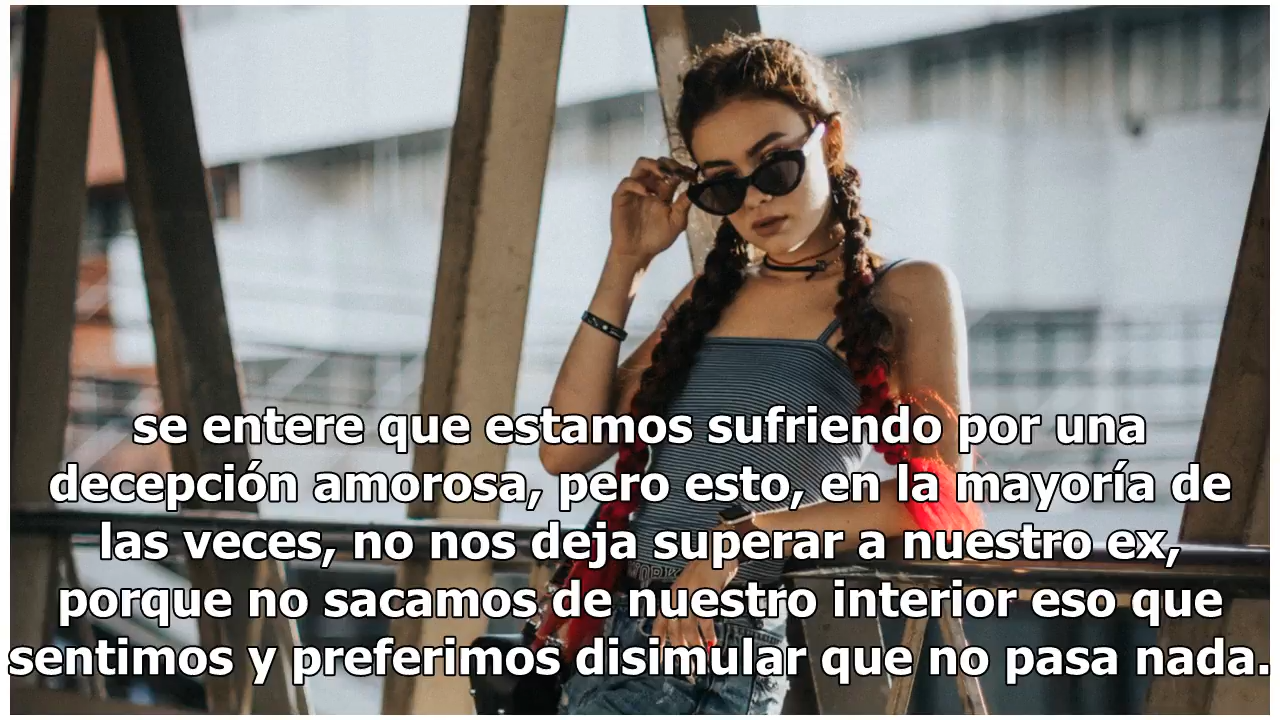 se entere que estamos sufriendo por una
decepción amorosa, pero esto, en la mayoría de
las veces, no nos deja superar a nuestro ex,
porque no sacamos de nuestro interior eso que
sentimos y preferimos disimular que no pasa nada.